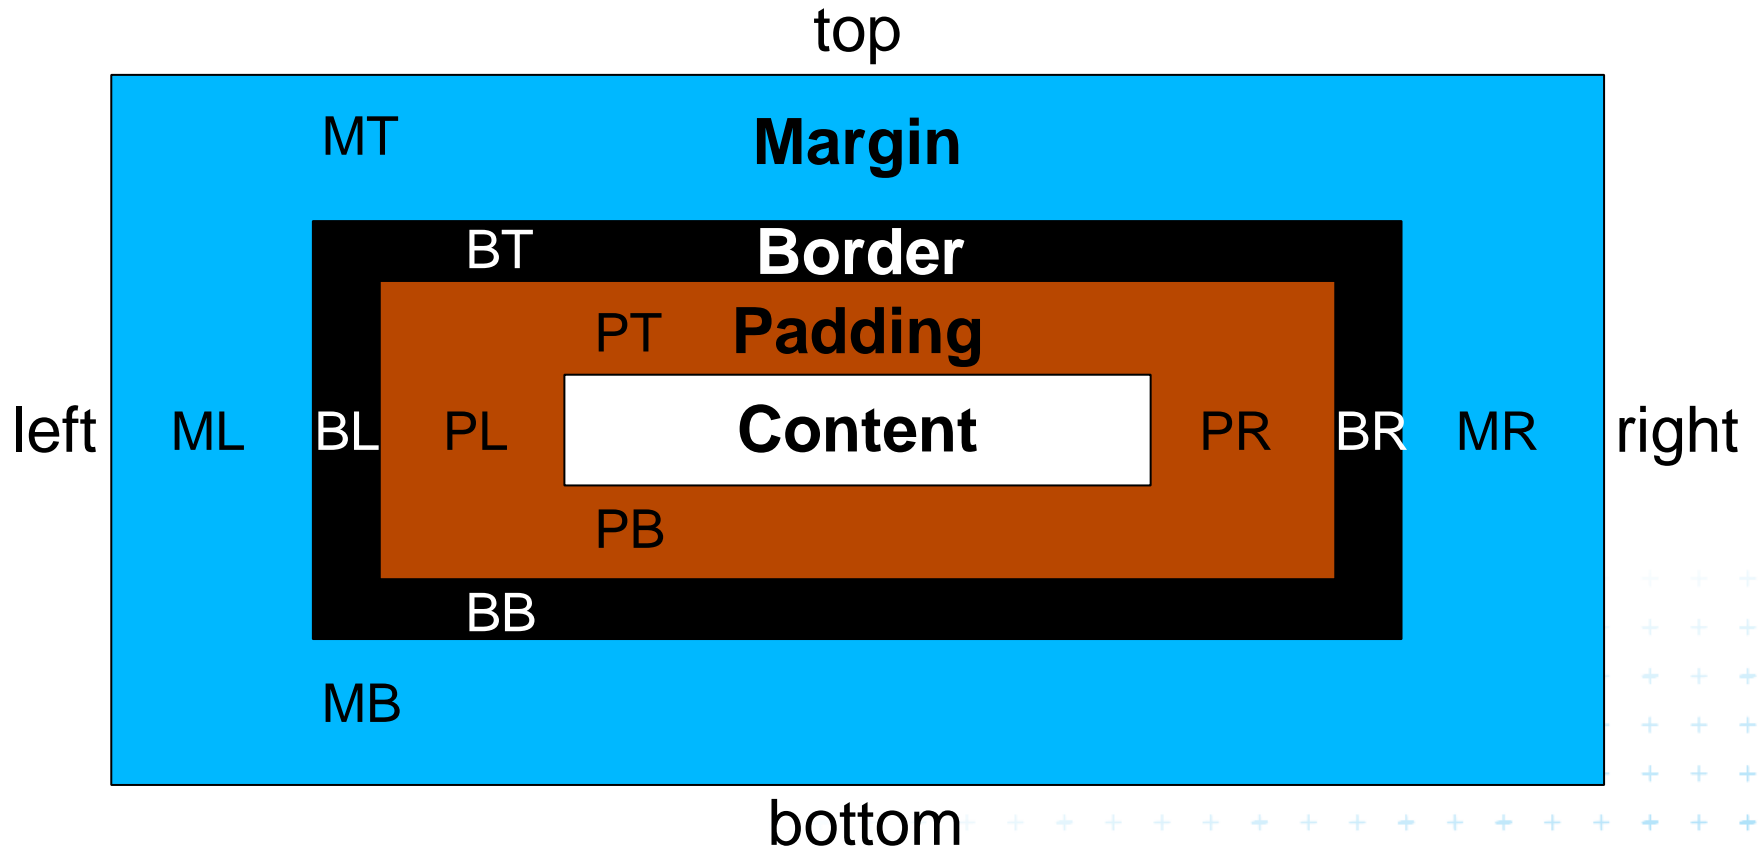 top
MT Margin
BT Border
PT Padding
left ML BL PL Content PR BR MR right
PB
BB
MB
bottom